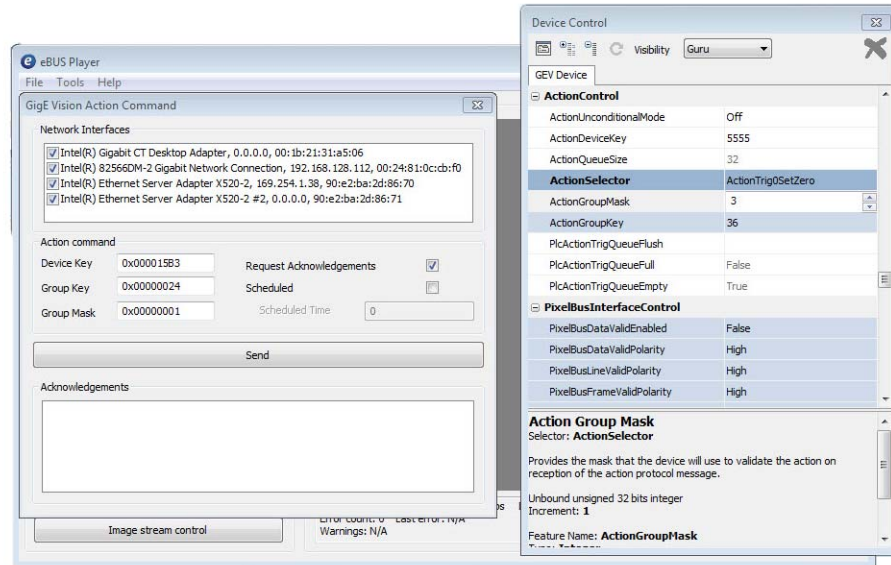 eBUS Player
File Tools Help
GigE Vision Action Command
Network Interfaces
Intel(R) Gigabit CT Desktop Adapter, 0.0.0.0, 00:1b:21:31:a5:06
Intel(R) 82566DM-2 Gigabit Network Connection, 192.168.128.112, 00:24:81:0c:cb:f0
Intel(R) Ethernet Server Adapter X520-2, 169.254.1.38, 90:e2:ba:2d:86:70
Intel(R) Ethernet Server Adapter X520-2 #2, 0.0.0.0, 90:e2:ba:2d:86:71
Action command
Device Key 0x000015B3 Request Acknowledgements
Group Key 0x00000024 Scheduled
Group Mask 0x00000001 Scheduled Time 0
Send
Acknowledgements
Image stream control
Error count: 0 Last error: N/A
Warnings: N/A
Device Control
Visibility Guru
GEV Device
ActionControl
ActionUnconditionalMode Off
ActionDeviceKey 5555
ActionQueueSize 32
ActionSelector ActionTrig0SetZero
ActionGroupMask 3
ActionGroupKey 36
PlcActionTrigQueueFlush
PlcActionTrigQueueFull False
PlcActionTrigQueueEmpty True
PixelBusInterfaceControl
PixelBusDataValidEnabled False
PixelBusDataValidPolarity High
PixelBusLineValidPolarity High
PixelBusFrameValidPolarity High
Action Group Mask
Selector: ActionSelector
Provides the mask that the device will use to validate the action on
reception of the action protocol message.
Unbound unsigned 32 bits integer
Increment: 1
Feature Name: ActionGroupMask
Type: Integer